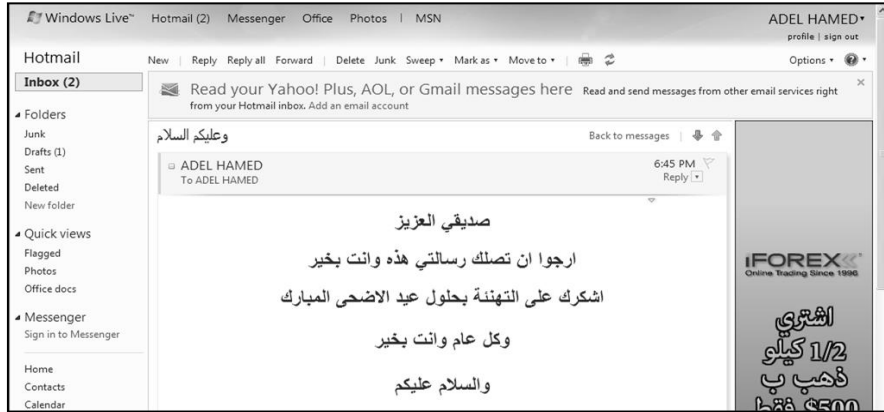 Windows Live™ Hotmail (2) Messenger Office Photos | MSN ADEL HAMED
profile | sign out
Hotmail
New | Reply Reply all Forward | Delete Junk Sweep Mark as Move to Options
Inbox (2)
Read your Yahoo! Plus, AOL, or Gmail messages here Read and send messages from other email services right
from your Hotmail inbox. Add an email account
Folders
Junk
Drafts (1)
Sent
Deleted
New folder
Quick views
Flagged
Photos
Office docs
Messenger
Sign in to Messenger
Home
Contacts
Calendar
وعليكم السلام
Back to messages
ADEL HAMED 6:45 PM
To ADEL HAMED Reply
صديقي العزيز
ارجوا ان تصلك رسالتي هذه وانت بخير
اشكرك على التهنئة بحلول عيد الاضحى المبارك
وكل عام وانت بخير
والسلام عليكم
iFOREX
Online Trading Since 1996
اشتري
1/2 كيلو
ذهب ب
$500 فقط